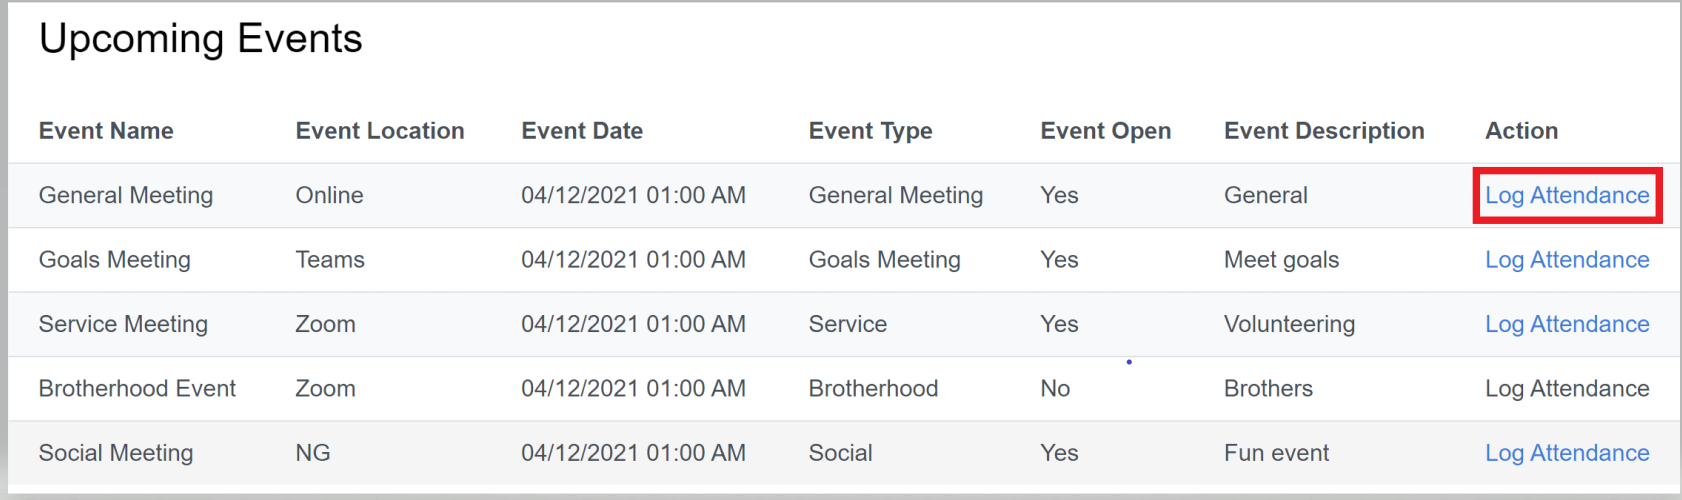 Upcoming Events
Event Name Event Location Event Date Event Type Event Open Event Description Action
General Meeting Online 04/12/2021 01:00 AM General Meeting Yes General Log Attendance
Goals Meeting Teams 04/12/2021 01:00 AM Goals Meeting Yes Meet goals Log Attendance
Service Meeting Zoom 04/12/2021 01:00 AM Service Yes Volunteering Log Attendance
Brotherhood Event Zoom 04/12/2021 01:00 AM Brotherhood No Brothers Log Attendance
Social Meeting NG 04/12/2021 01:00 AM Social Yes Fun event Log Attendance